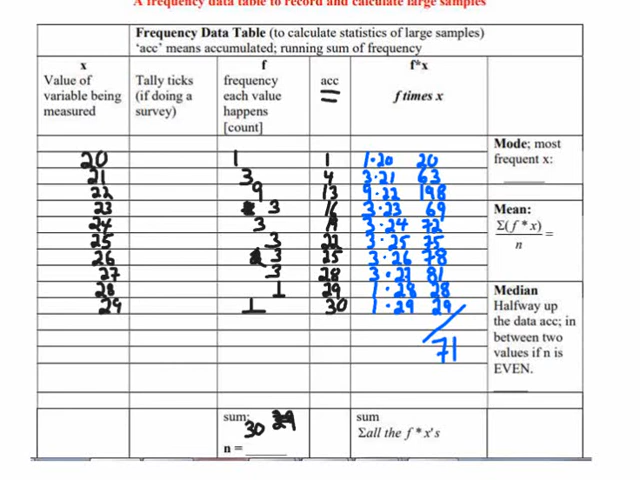 A frequency data table to record and calculate large samples
Frequency Data Table (to calculate statistics of large samples)
'acc' means accumulated; running sum of frequency
x
Value of
variable being
measured
Tally ticks
(if doing a
survey)
f
frequency
each value
happens
[count]
acc
f*x
f times x
20 1 1 1·20 20
21 3 4 3·21 63
22 9 13 9·22 198
23 3 16 3·23 69
24 3 19 3·24 72
25 3 22 3·25 75
26 3 25 3·26 78
27 3 28 3·27 81
28 1 29 1·28 28
29 1 30 1·29 29
71
Mode; most
frequent x:
Mean:
Σ(f * x)
n
=
Median
Halfway up
the data acc; in
between two
values if n is
EVEN.
sum:
30
n =
sum
Σall the f * x's